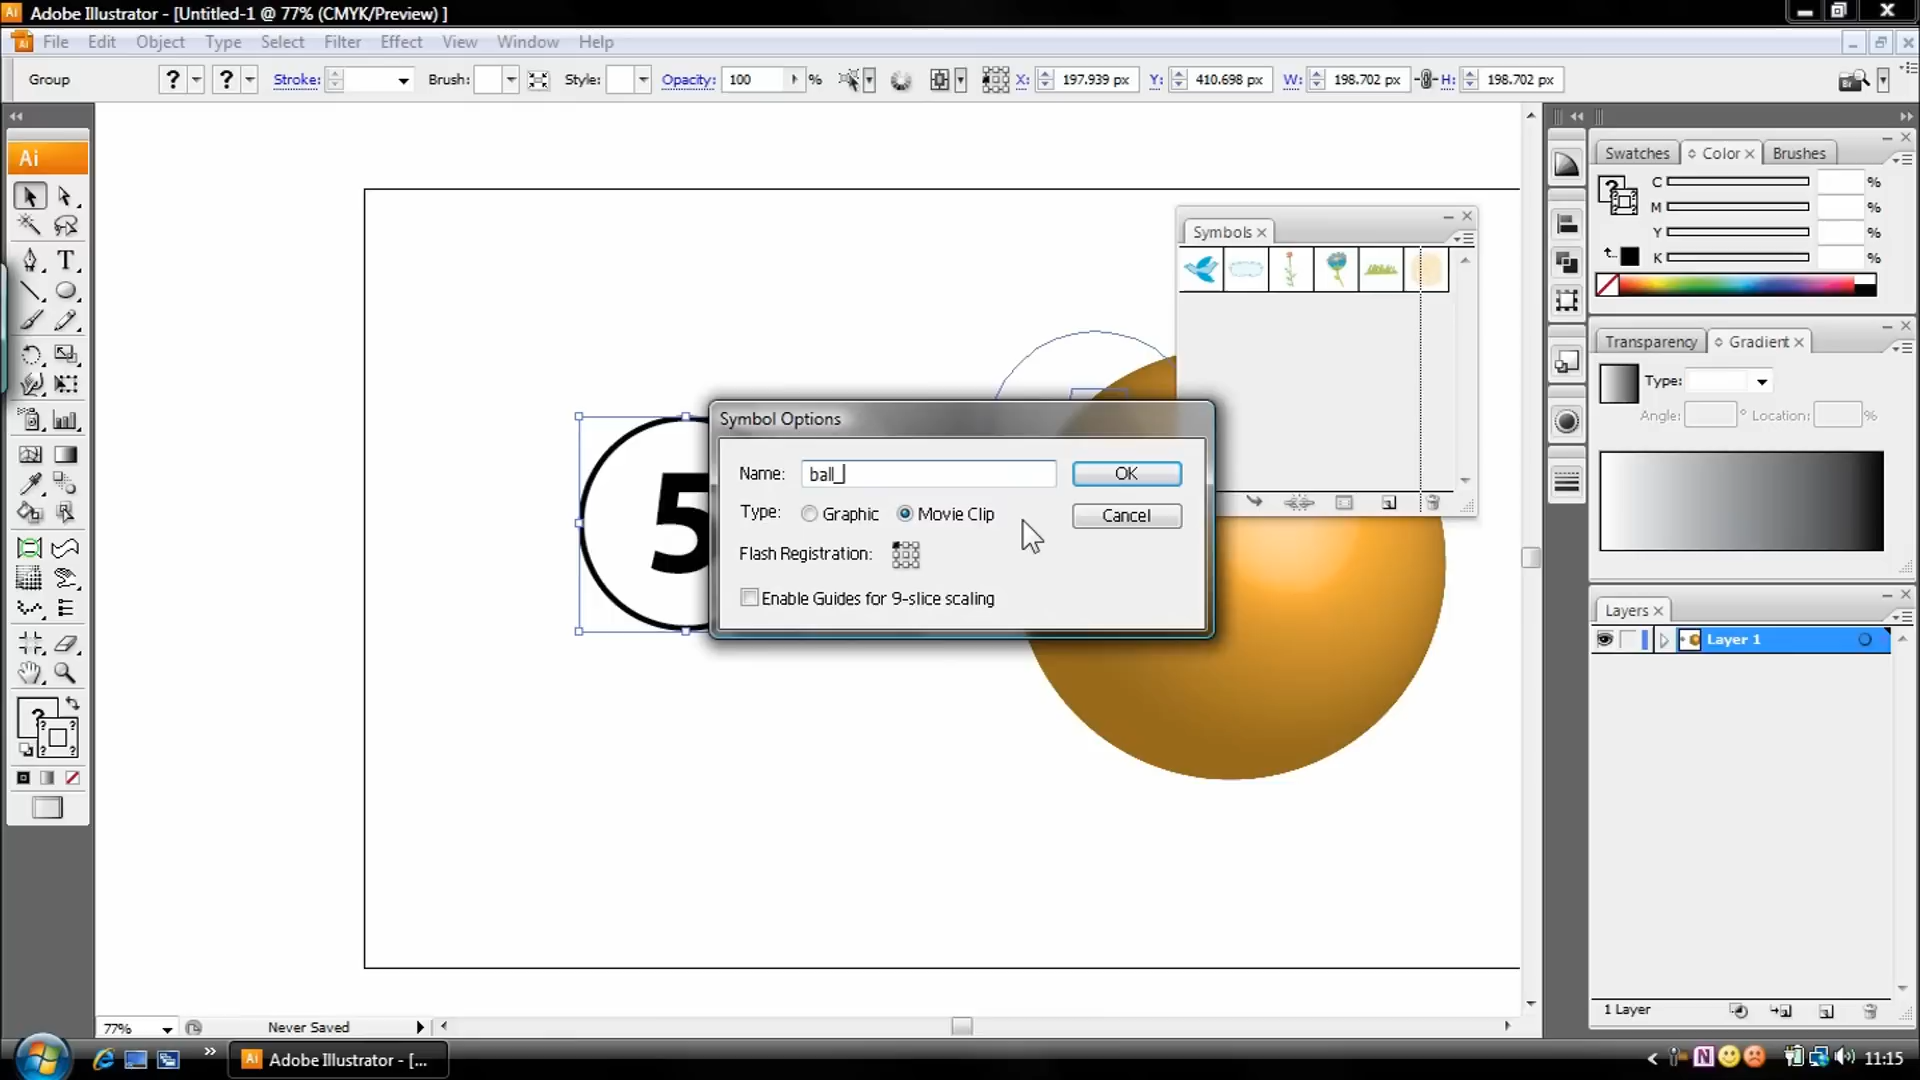 Adobe Illustrator - [Untitled-1 @ 77% (CMYK/Preview) ]
File Edit Object Type Select Filter Effect View Window Help
Group ? ? Stroke: Brush: Style: Opacity: 100 % X: 197.939 px Y: 410.698 px W: 198.702 px H: 198.702 px
Ai
T
Symbols
5
Symbol Options
Name: ball_
OK
Type: Graphic Movie Clip
Cancel
Flash Registration:
Enable Guides for 9-slice scaling
Swatches Color Brushes
C %
M %
Y %
K %
Transparency Gradient
Type:
Angle: ° Location: %
Layers
Layer 1
1 Layer
77% Never Saved
Adobe Illustrator - [...
11:15